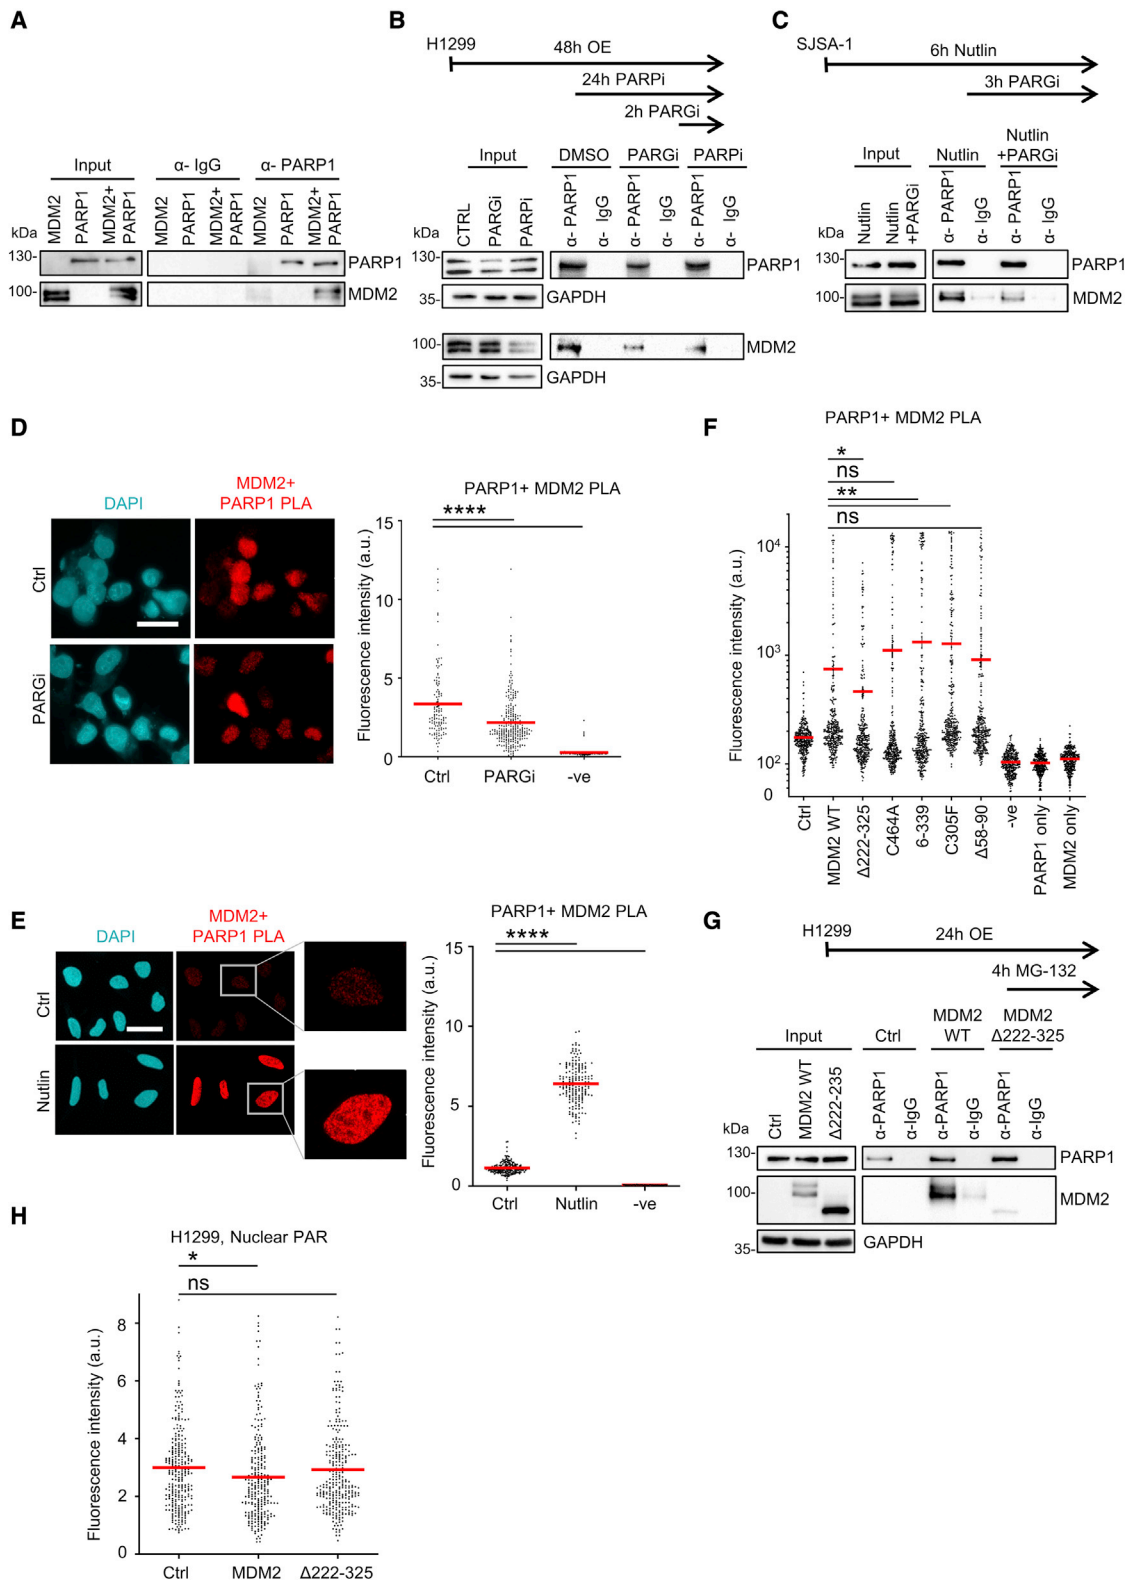 A
Input
α- IgG
α- PARP1
MDM2
PARP1
MDM2+
PARP1
MDM2
PARP1
MDM2+
PARP1
MDM2
PARP1
MDM2+
PARP1
kDa
130-
PARP1
100-
MDM2
B
H1299
48h OE
24h PARPi
2h PARGi
Input
DMSO
PARGi
PARPi
CTRL
PARGi
PARPi
α- PARP1
α- IgG
α- PARP1
α- IgG
α- PARP1
α- IgG
kDa
130-
PARP1
35-
GAPDH
100-
MDM2
35-
GAPDH
C
SJSA-1
6h Nutlin
3h PARGi
Input
Nutlin
Nutlin
+PARGi
Nutlin
Nutlin
+PARGi
α- PARP1
α- IgG
α- PARP1
α- IgG
kDa
130-
PARP1
100-
MDM2
D
DAPI
MDM2+
PARP1 PLA
Ctrl
PARGi
PARP1+ MDM2 PLA
****
Fluorescence intensity (a.u.)
15
10
5
0
Ctrl
PARGi
-ve
F
PARP1+ MDM2 PLA
*
ns
**
ns
Fluorescence intensity (a.u.)
10⁴
10³
10²
0
Ctrl
MDM2 WT
Δ222-325
C464A
6-339
C305F
Δ58-90
-ve
PARP1 only
MDM2 only
E
DAPI
MDM2+
PARP1 PLA
Ctrl
Nutlin
PARP1+ MDM2 PLA
****
Fluorescence intensity (a.u.)
15
10
5
0
Ctrl
Nutlin
-ve
G
H1299
24h OE
4h MG-132
Input
Ctrl
MDM2
WT
MDM2
Δ222-325
Ctrl
MDM2 WT
Δ222-235
α-PARP1
α-IgG
α-PARP1
α-IgG
α-PARP1
α-IgG
kDa
130-
PARP1
100-
MDM2
35-
GAPDH
H
H1299, Nuclear PAR
*
ns
Fluorescence intensity (a.u.)
8
6
4
2
0
Ctrl
MDM2
Δ222-325